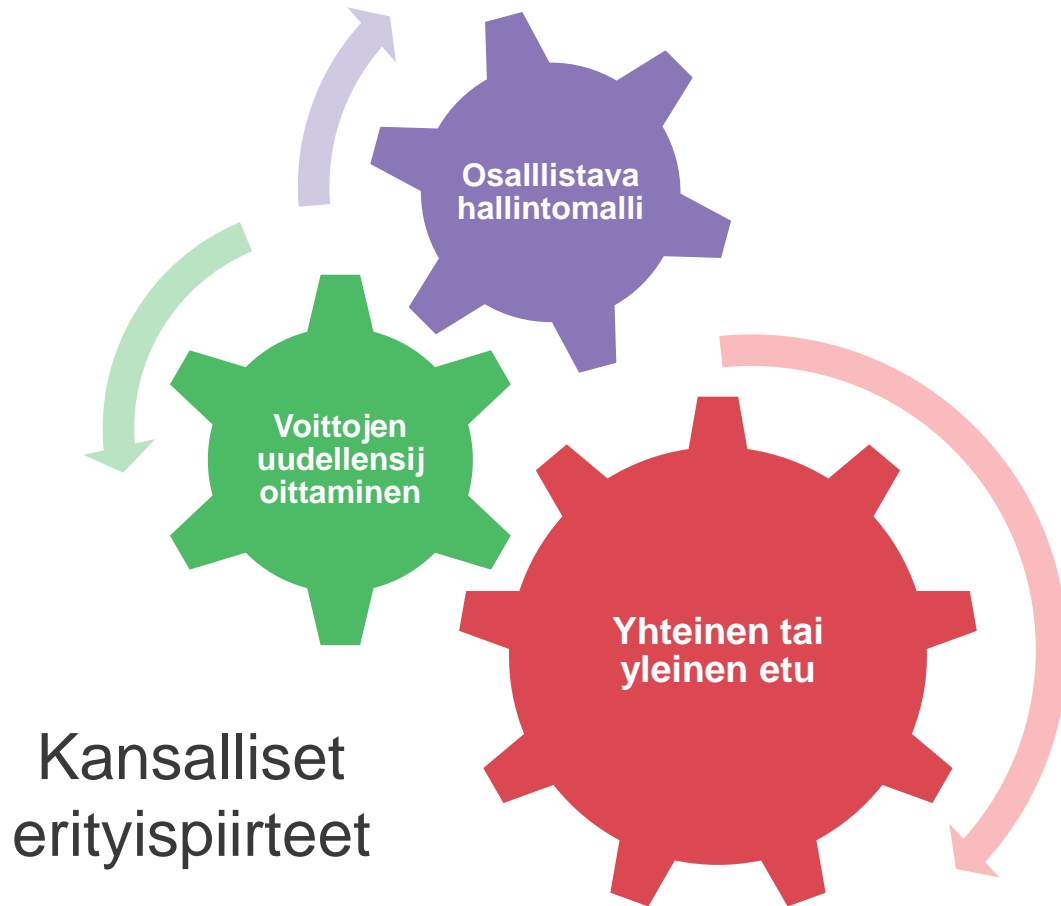 Osalllistava
hallintomalli
Voittojen
uudellensij
oittaminen
Yhteinen tai
yleinen etu
Kansalliset
erityispiirteet